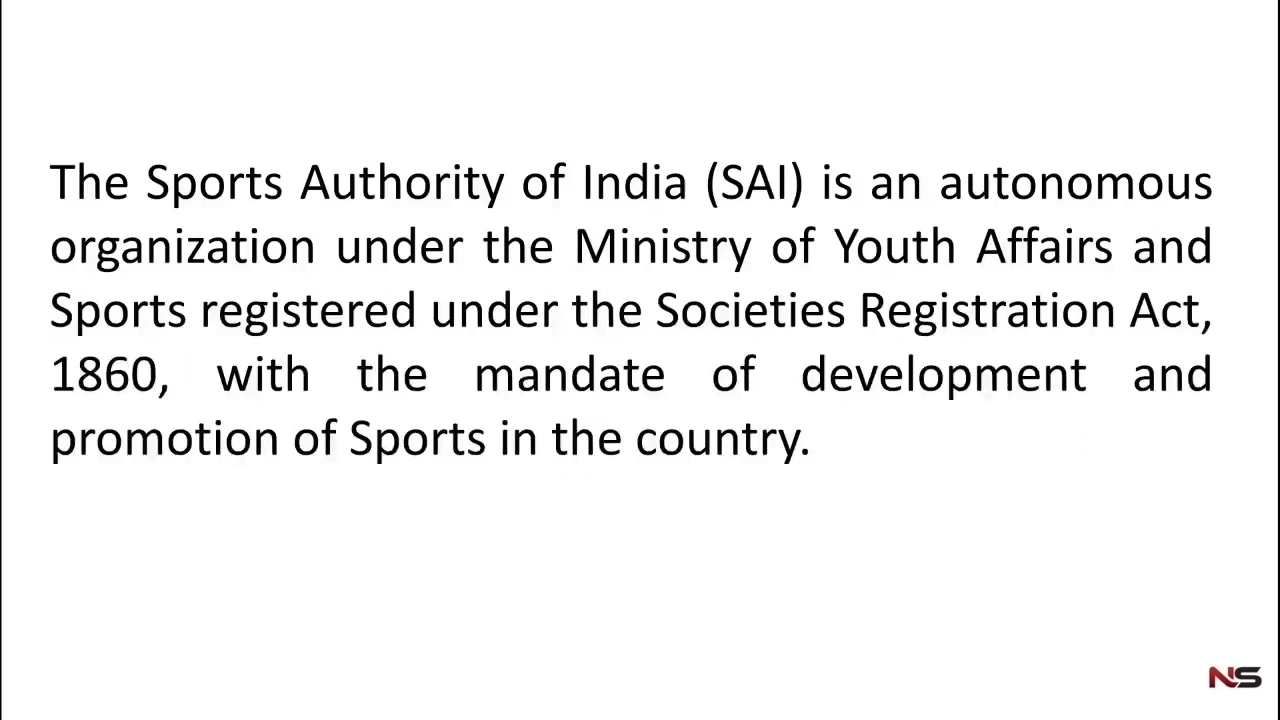 The Sports Authority of India (SAI) is an autonomous
organization under the Ministry of Youth Affairs and
Sports registered under the Societies Registration Act,
1860, with the mandate of development and
promotion of Sports in the country.
NS